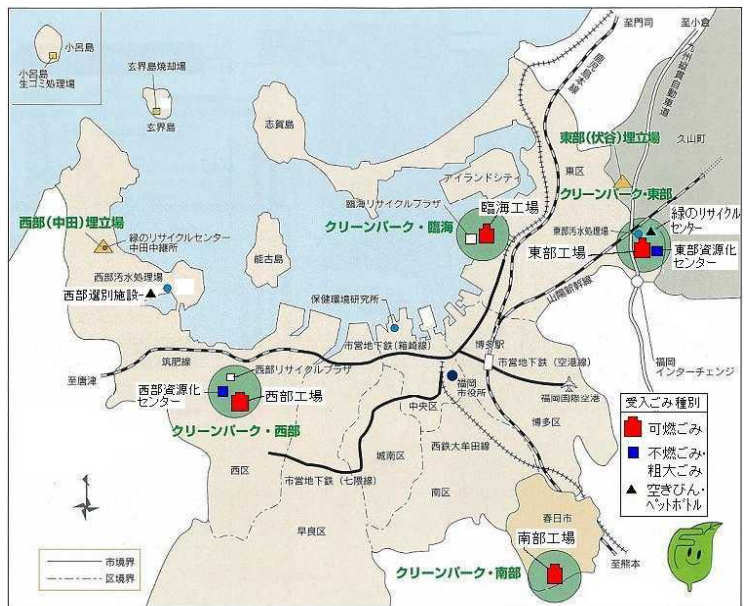 小呂島
小呂島
生ゴミ処理場
玄界島焼却場
玄界島
志賀島
能古島
至門司
至小倉
鹿児島本線
九州縦貫自動車道
久山町
東部(伏谷)埋立場
東区
クリーンパーク・東部
アイランドシティ
臨海リサイクルプラザ
臨海工場
クリーンパーク・臨海
緑のリサイクル
センター
東部汚水処理場
東部工場
東部資源化
センター
西部(中田)埋立場
緑のリサイクルセンター
中田中継所
西部汚水処理場
西部選別施設
保健環境研究所
山陽新幹線
福岡
インターチェンジ
市営地下鉄(箱崎線)
博多駅
市営地下鉄(空港線)
福岡国際空港
筑肥線
至唐津
西部リサイクルプラザ
西部資源化
センター
西部工場
クリーンパーク・西部
福岡
市役所
中央区
博多区
西区
城南区
西鉄大牟田線
市営地下鉄(七隈線)
南区
早良区
春日市
南部工場
クリーンパーク・南部
至熊本
受入ごみ種別
可燃ごみ
不燃ごみ・
粗大ごみ
空きびん・
ペットボトル
市境界
区境界